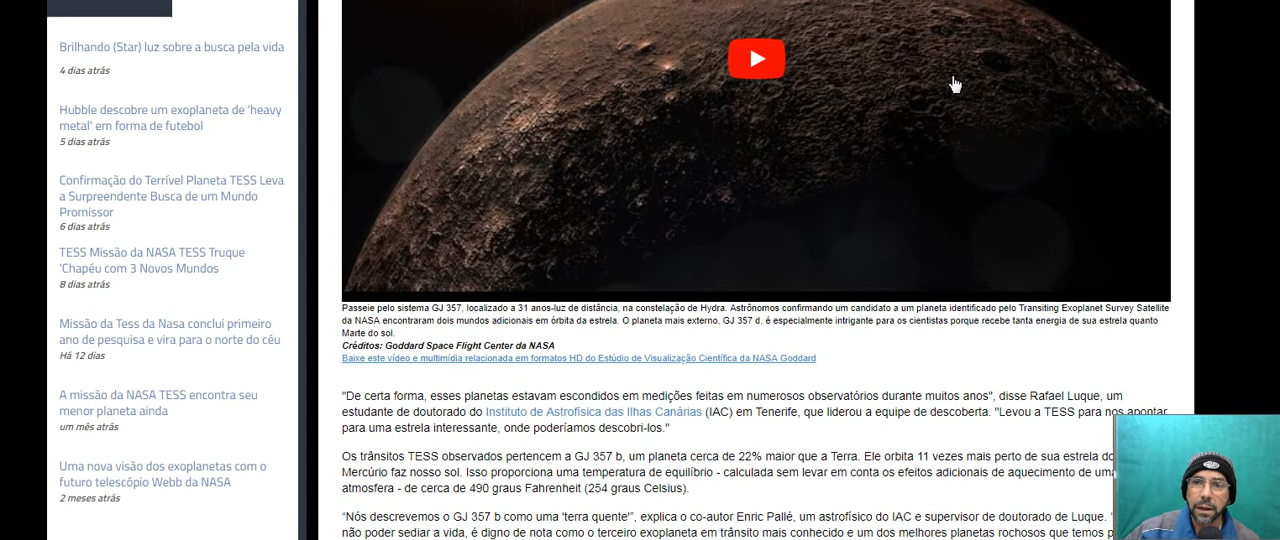 Brilhando (Star) luz sobre a busca pela vida
4 dias atrás
Hubble descobre um exoplaneta de 'heavy
metal' em forma de futebol
5 dias atrás
Confirmação do Terrível Planeta TESS Leva
a Surpreendente Busca de um Mundo
Promissor
6 dias atrás
TESS Missão da NASA TESS Truque
'Chapéu com 3 Novos Mundos
8 dias atrás
Missão da Tess da Nasa conclui primeiro
ano de pesquisa e vira para o norte do céu
Há 12 dias
A missão da NASA TESS encontra seu
menor planeta ainda
um mês atrás
Uma nova visão dos exoplanetas com o
futuro telescópio Webb da NASA
2 meses atrás
Passeie pelo sistema GJ 357, localizado a 31 anos-luz de distância, na constelação de Hydra. Astrônomos confirmando um candidato a um planeta identificado pelo Transiting Exoplanet Survey Satellite
da NASA encontraram dois mundos adicionais em órbita da estrela. O planeta mais externo, GJ 357 d, é especialmente intrigante para os cientistas porque recebe tanta energia de sua estrela quanto
Marte do sol.
Créditos: Goddard Space Flight Center da NASA
Baixe este vídeo e multimídia relacionada em formatos HD do Estúdio de Visualização Científica da NASA Goddard
"De certa forma, esses planetas estavam escondidos em medições feitas em numerosos observatórios durante muitos anos", disse Rafael Luque, um
estudante de doutorado do Instituto de Astrofísica das Ilhas Canárias (IAC) em Tenerife, que liderou a equipe de descoberta. "Levou a TESS para nos apontar
para uma estrela interessante, onde poderíamos descobri-los."
Os trânsitos TESS observados pertencem a GJ 357 b, um planeta cerca de 22% maior que a Terra. Ele orbita 11 vezes mais perto de sua estrela do
Mercúrio faz nosso sol. Isso proporciona uma temperatura de equilíbrio - calculada sem levar em conta os efeitos adicionais de aquecimento de uma
atmosfera - de cerca de 490 graus Fahrenheit (254 graus Celsius).
“Nós descrevemos o GJ 357 b como uma 'terra quente'”, explica o co-autor Enric Pallé, um astrofísico do IAC e supervisor de doutorado de Luque.
não poder sediar a vida, é digno de nota como o terceiro exoplaneta em trânsito mais conhecido e um dos melhores planetas rochosos que temos